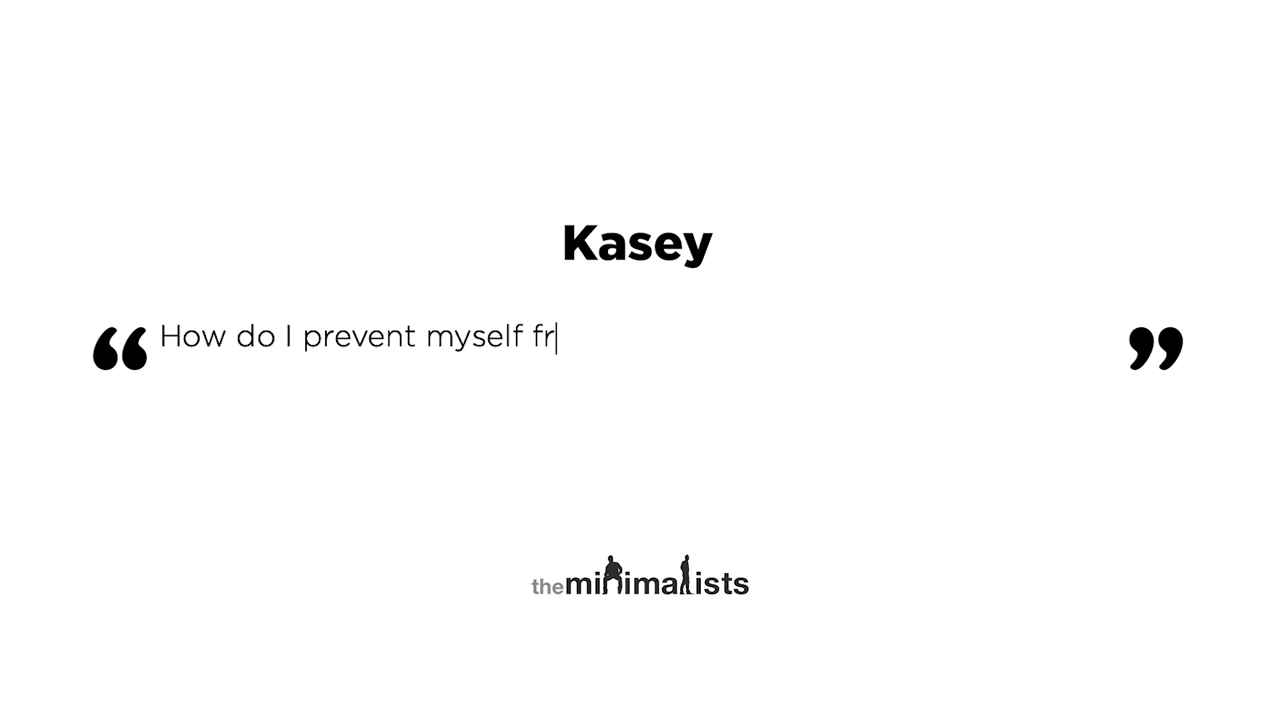 Kasey
“ How do I prevent myself fr ”
theminimalists